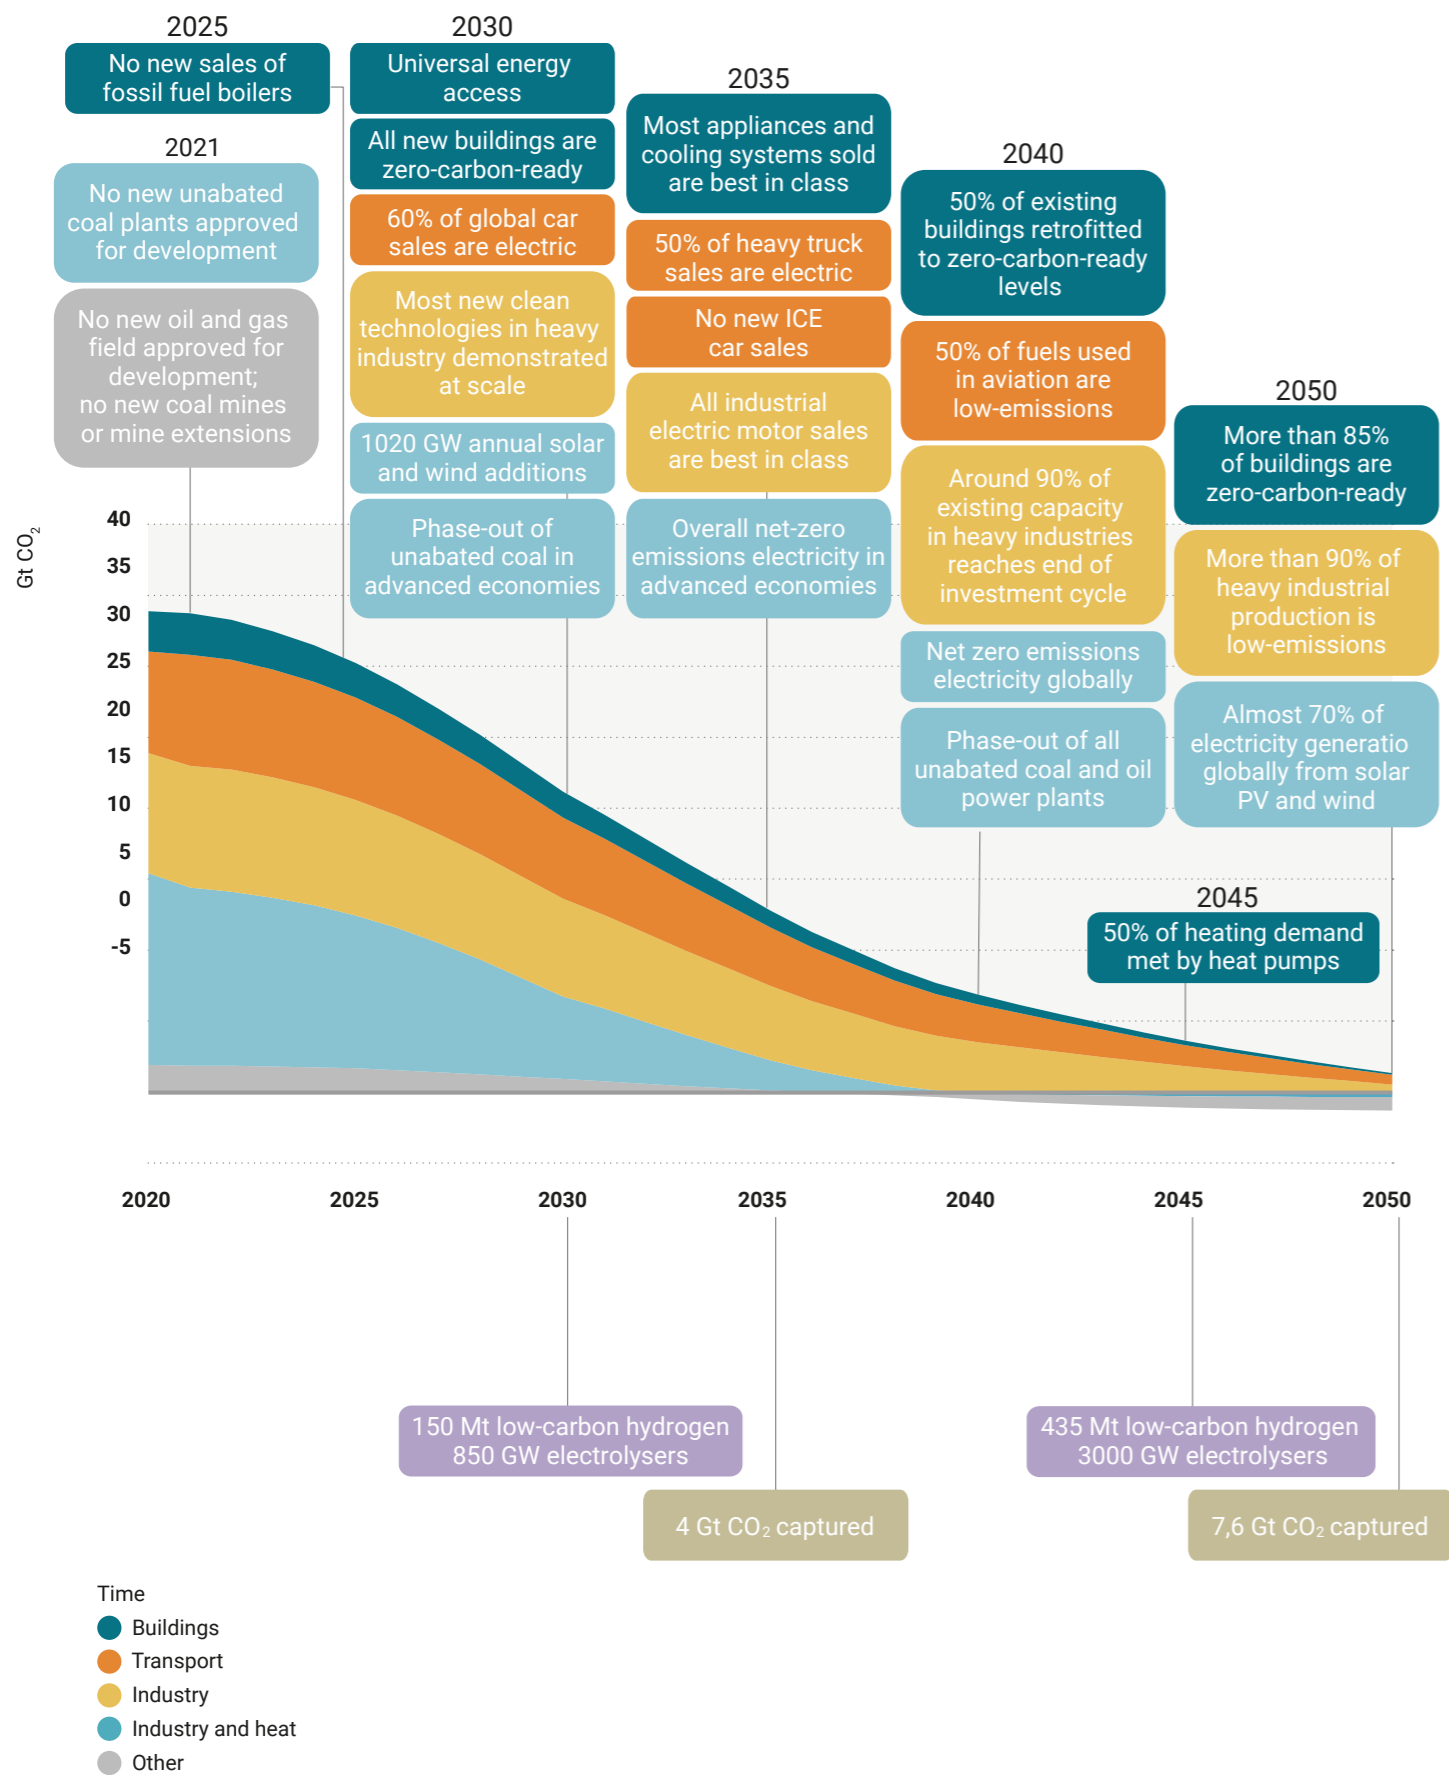 2025
No new sales of
fossil fuel boilers
2021
No new unabated
coal plants approved
for development
No new oil and gas
field approved for
development;
no new coal mines
or mine extensions
2030
Universal energy
access
All new buildings are
zero-carbon-ready
60% of global car
sales are electric
Most new clean
technologies in heavy
industry demonstrated
at scale
1020 GW annual solar
and wind additions
Phase-out of
unabated coal in
advanced economies
2035
Most appliances and
cooling systems sold
are best in class
50% of heavy truck
sales are electric
No new ICE
car sales
All industrial
electric motor sales
are best in class
Overall net-zero
emissions electricity in
advanced economies
2040
50% of existing
buildings retrofitted
to zero-carbon-ready
levels
50% of fuels used
in aviation are
low-emissions
Around 90% of
existing capacity
in heavy industries
reaches end of
investment cycle
Net zero emissions
electricity globally
Phase-out of all
unabated coal and oil
power plants
2050
More than 85%
of buildings are
zero-carbon-ready
More than 90% of
heavy industrial
production is
low-emissions
Almost 70% of
electricity generatio
globally from solar
PV and wind
2045
50% of heating demand
met by heat pumps
Gt CO₂
40
35
30
25
20
15
10
5
0
-5
2020 2025 2030 2035 2040 2045 2050
150 Mt low-carbon hydrogen
850 GW electrolysers
435 Mt low-carbon hydrogen
3000 GW electrolysers
4 Gt CO₂ captured
7,6 Gt CO₂ captured
Time
Buildings
Transport
Industry
Industry and heat
Other